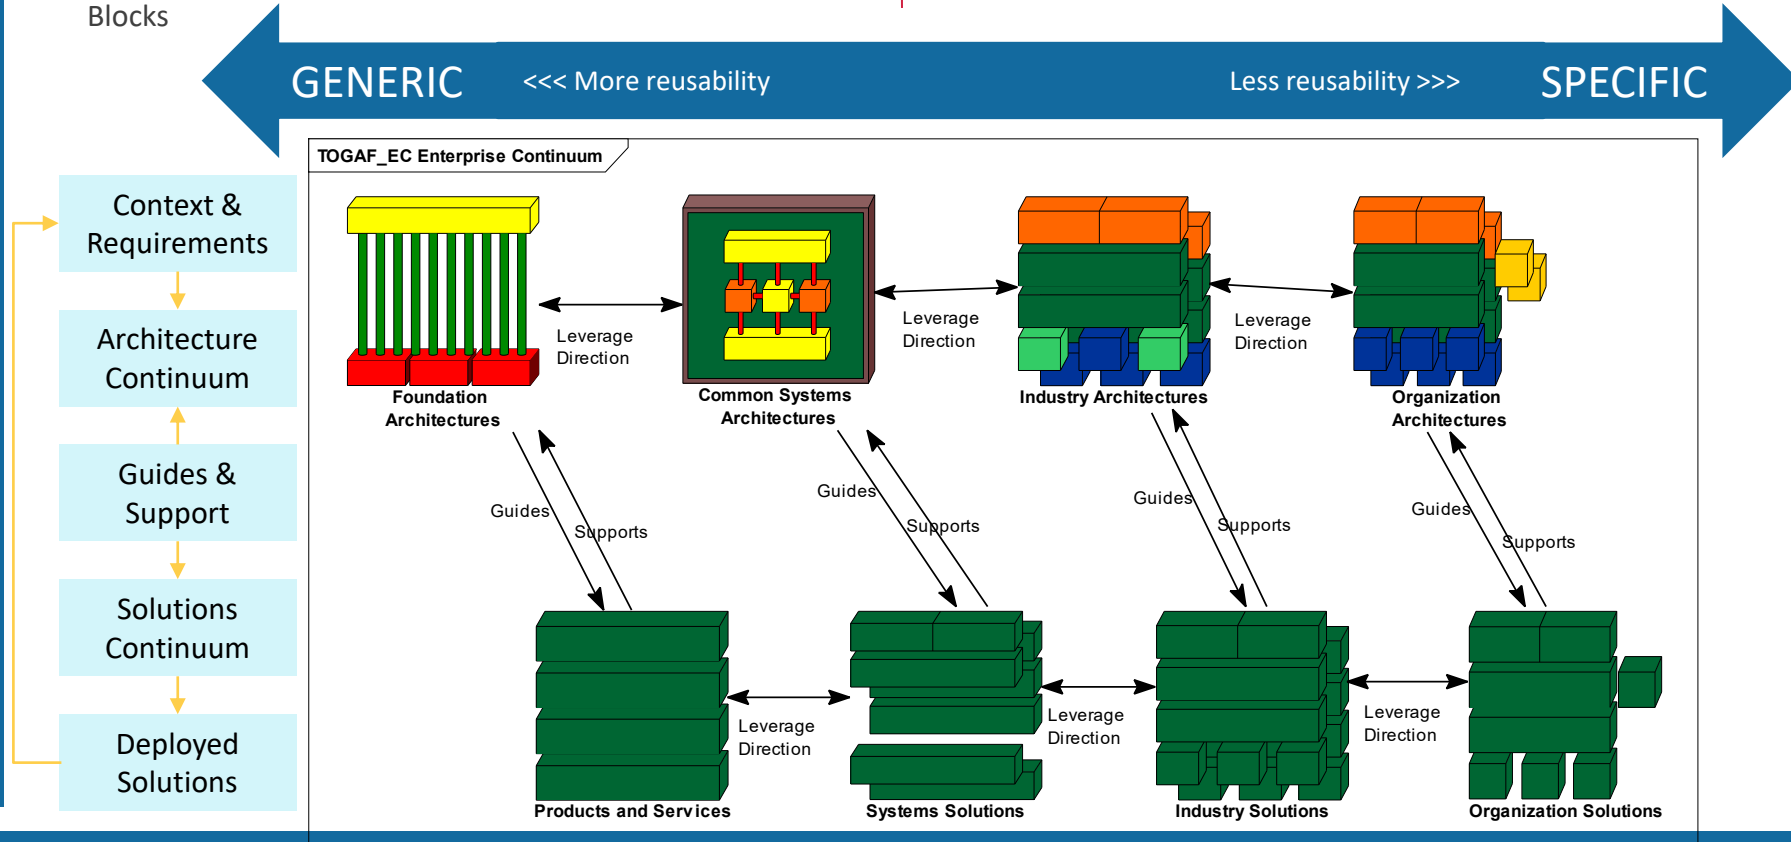 Blocks
GENERIC
<<< More reusability
Less reusability >>>
SPECIFIC
TOGAF_EC Enterprise Continuum
Context &
Requirements
Architecture
Continuum
Guides &
Support
Solutions
Continuum
Deployed
Solutions
Leverage
Direction
Leverage
Direction
Leverage
Direction
Foundation
Architectures
Common Systems
Architectures
Industry Architectures
Organization
Architectures
Guides
Supports
Guides
Supports
Guides
Supports
Guides
Supports
Leverage
Direction
Leverage
Direction
Leverage
Direction
Products and Services
Systems Solutions
Industry Solutions
Organization Solutions